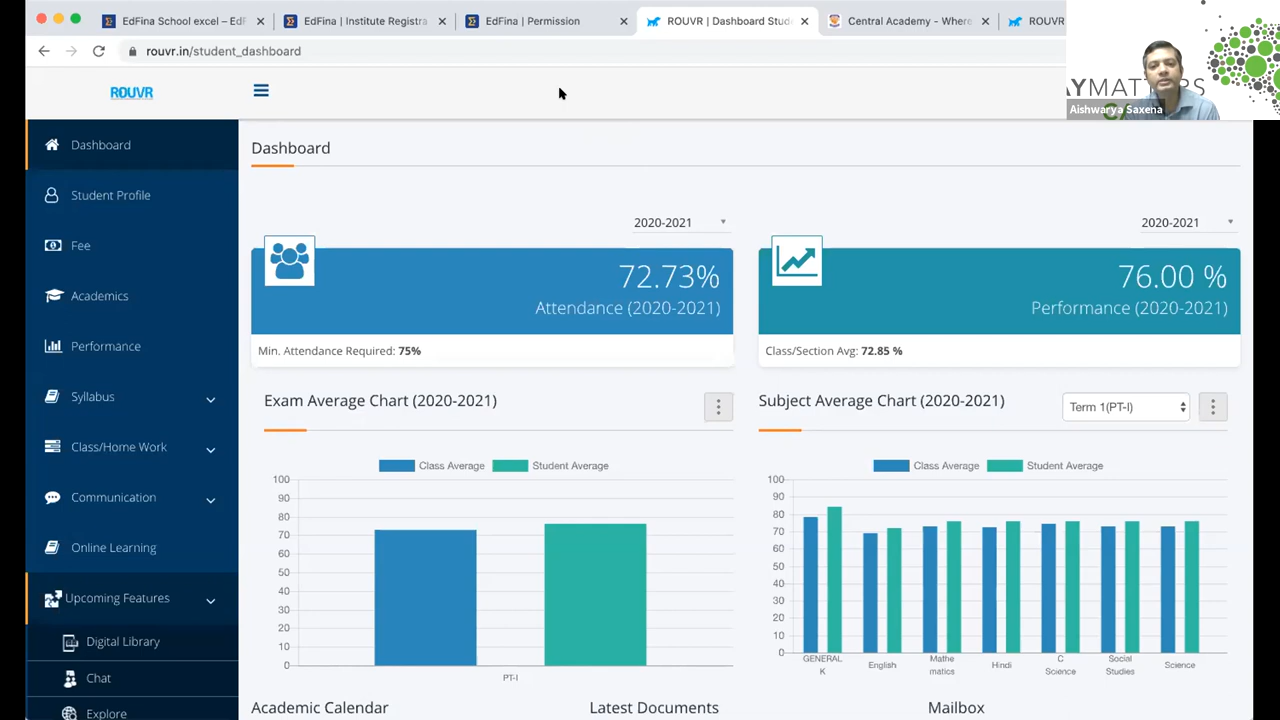 EdFina School excel – EdF
EdFina | Institute Registra
EdFina | Permission
ROUVR | Dashboard Stud
Central Academy - Where
ROUVR
rouvr.in/student_dashboard
AYMATTERS
Aishwarya Saxena
ROUVR
Dashboard
Student Profile
Fee
Academics
Performance
Syllabus
Class/Home Work
Communication
Online Learning
Upcoming Features
Digital Library
Chat
Explore
Dashboard
2020-2021
72.73%
Attendance (2020-2021)
Min. Attendance Required: 75%
2020-2021
76.00 %
Performance (2020-2021)
Class/Section Avg: 72.85 %
Exam Average Chart (2020-2021)
Class Average
Student Average
100
90
80
70
60
50
40
30
20
10
0
PT-I
Subject Average Chart (2020-2021)
Term 1(PT-I)
Class Average
Student Average
100
90
80
70
60
50
40
30
20
10
0
GENERAL
K
English
Mathe
matics
Hindi
C
Science
Social
Studies
Science
Academic Calendar
Latest Documents
Mailbox